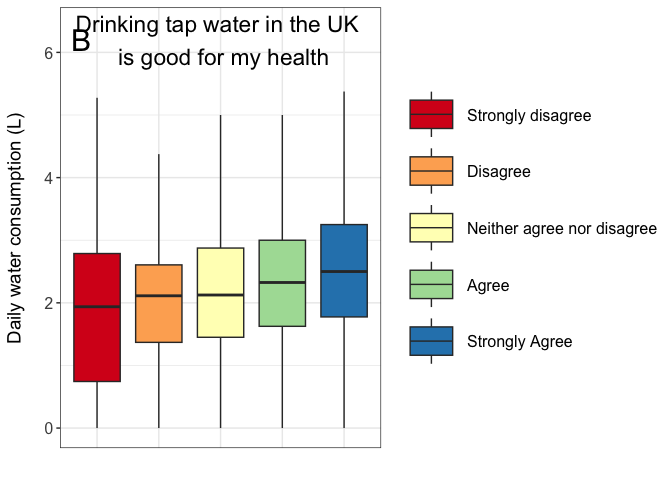 Drinking tap water in the UK
is good for my health
B
Daily water consumption (L)
6
4
2
0
Strongly disagree
Disagree
Neither agree nor disagree
Agree
Strongly Agree